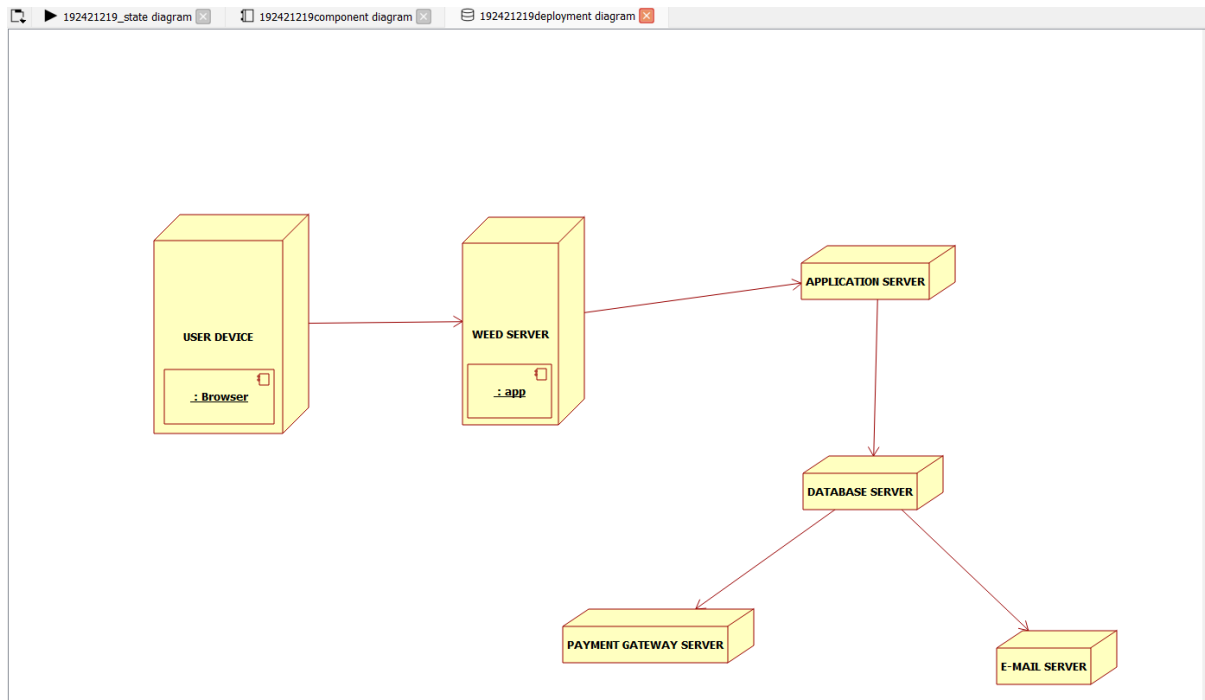 192421219_state diagram
192421219component diagram
192421219deployment diagram
USER DEVICE
: Browser
WEED SERVER
: app
APPLICATION SERVER
DATABASE SERVER
PAYMENT GATEWAY SERVER
E-MAIL SERVER